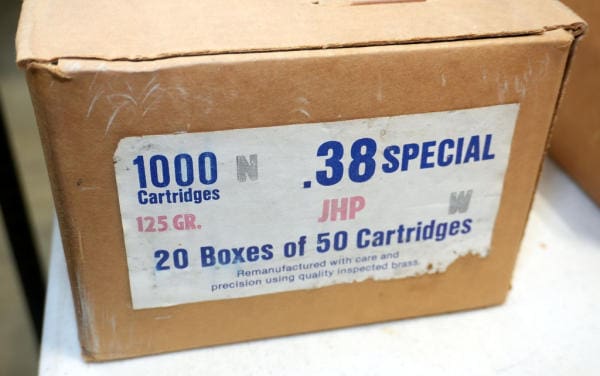 1000 N .38 SPECIAL
Cartridges
125 GR. JHP W
20 Boxes of 50 Cartridges
Remanufactured with care and
precision using quality inspected brass.